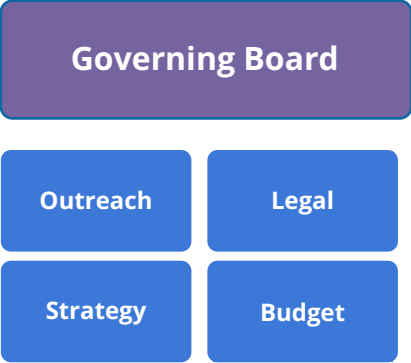 Governing Board
Outreach
Legal
Strategy
Budget